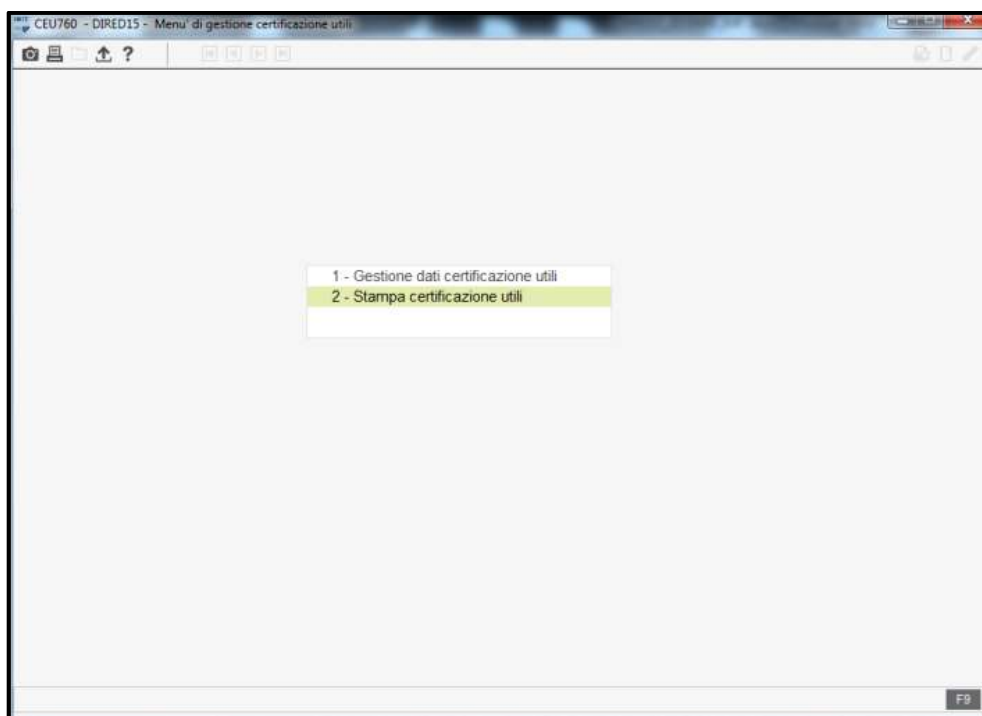 CEU760 - DIRED15 - Menu' di gestione certificazione utili
?
1 - Gestione dati certificazione utili
2 - Stampa certificazione utili
F9